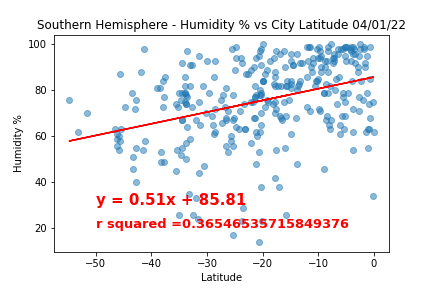 Southern Hemisphere - Humidity % vs City Latitude 04/01/22
100
80
60
40
20
Humidity %
y = 0.51x + 85.81
r squared =0.36546535715849376
−50
−40
−30
−20
−10
0
Latitude